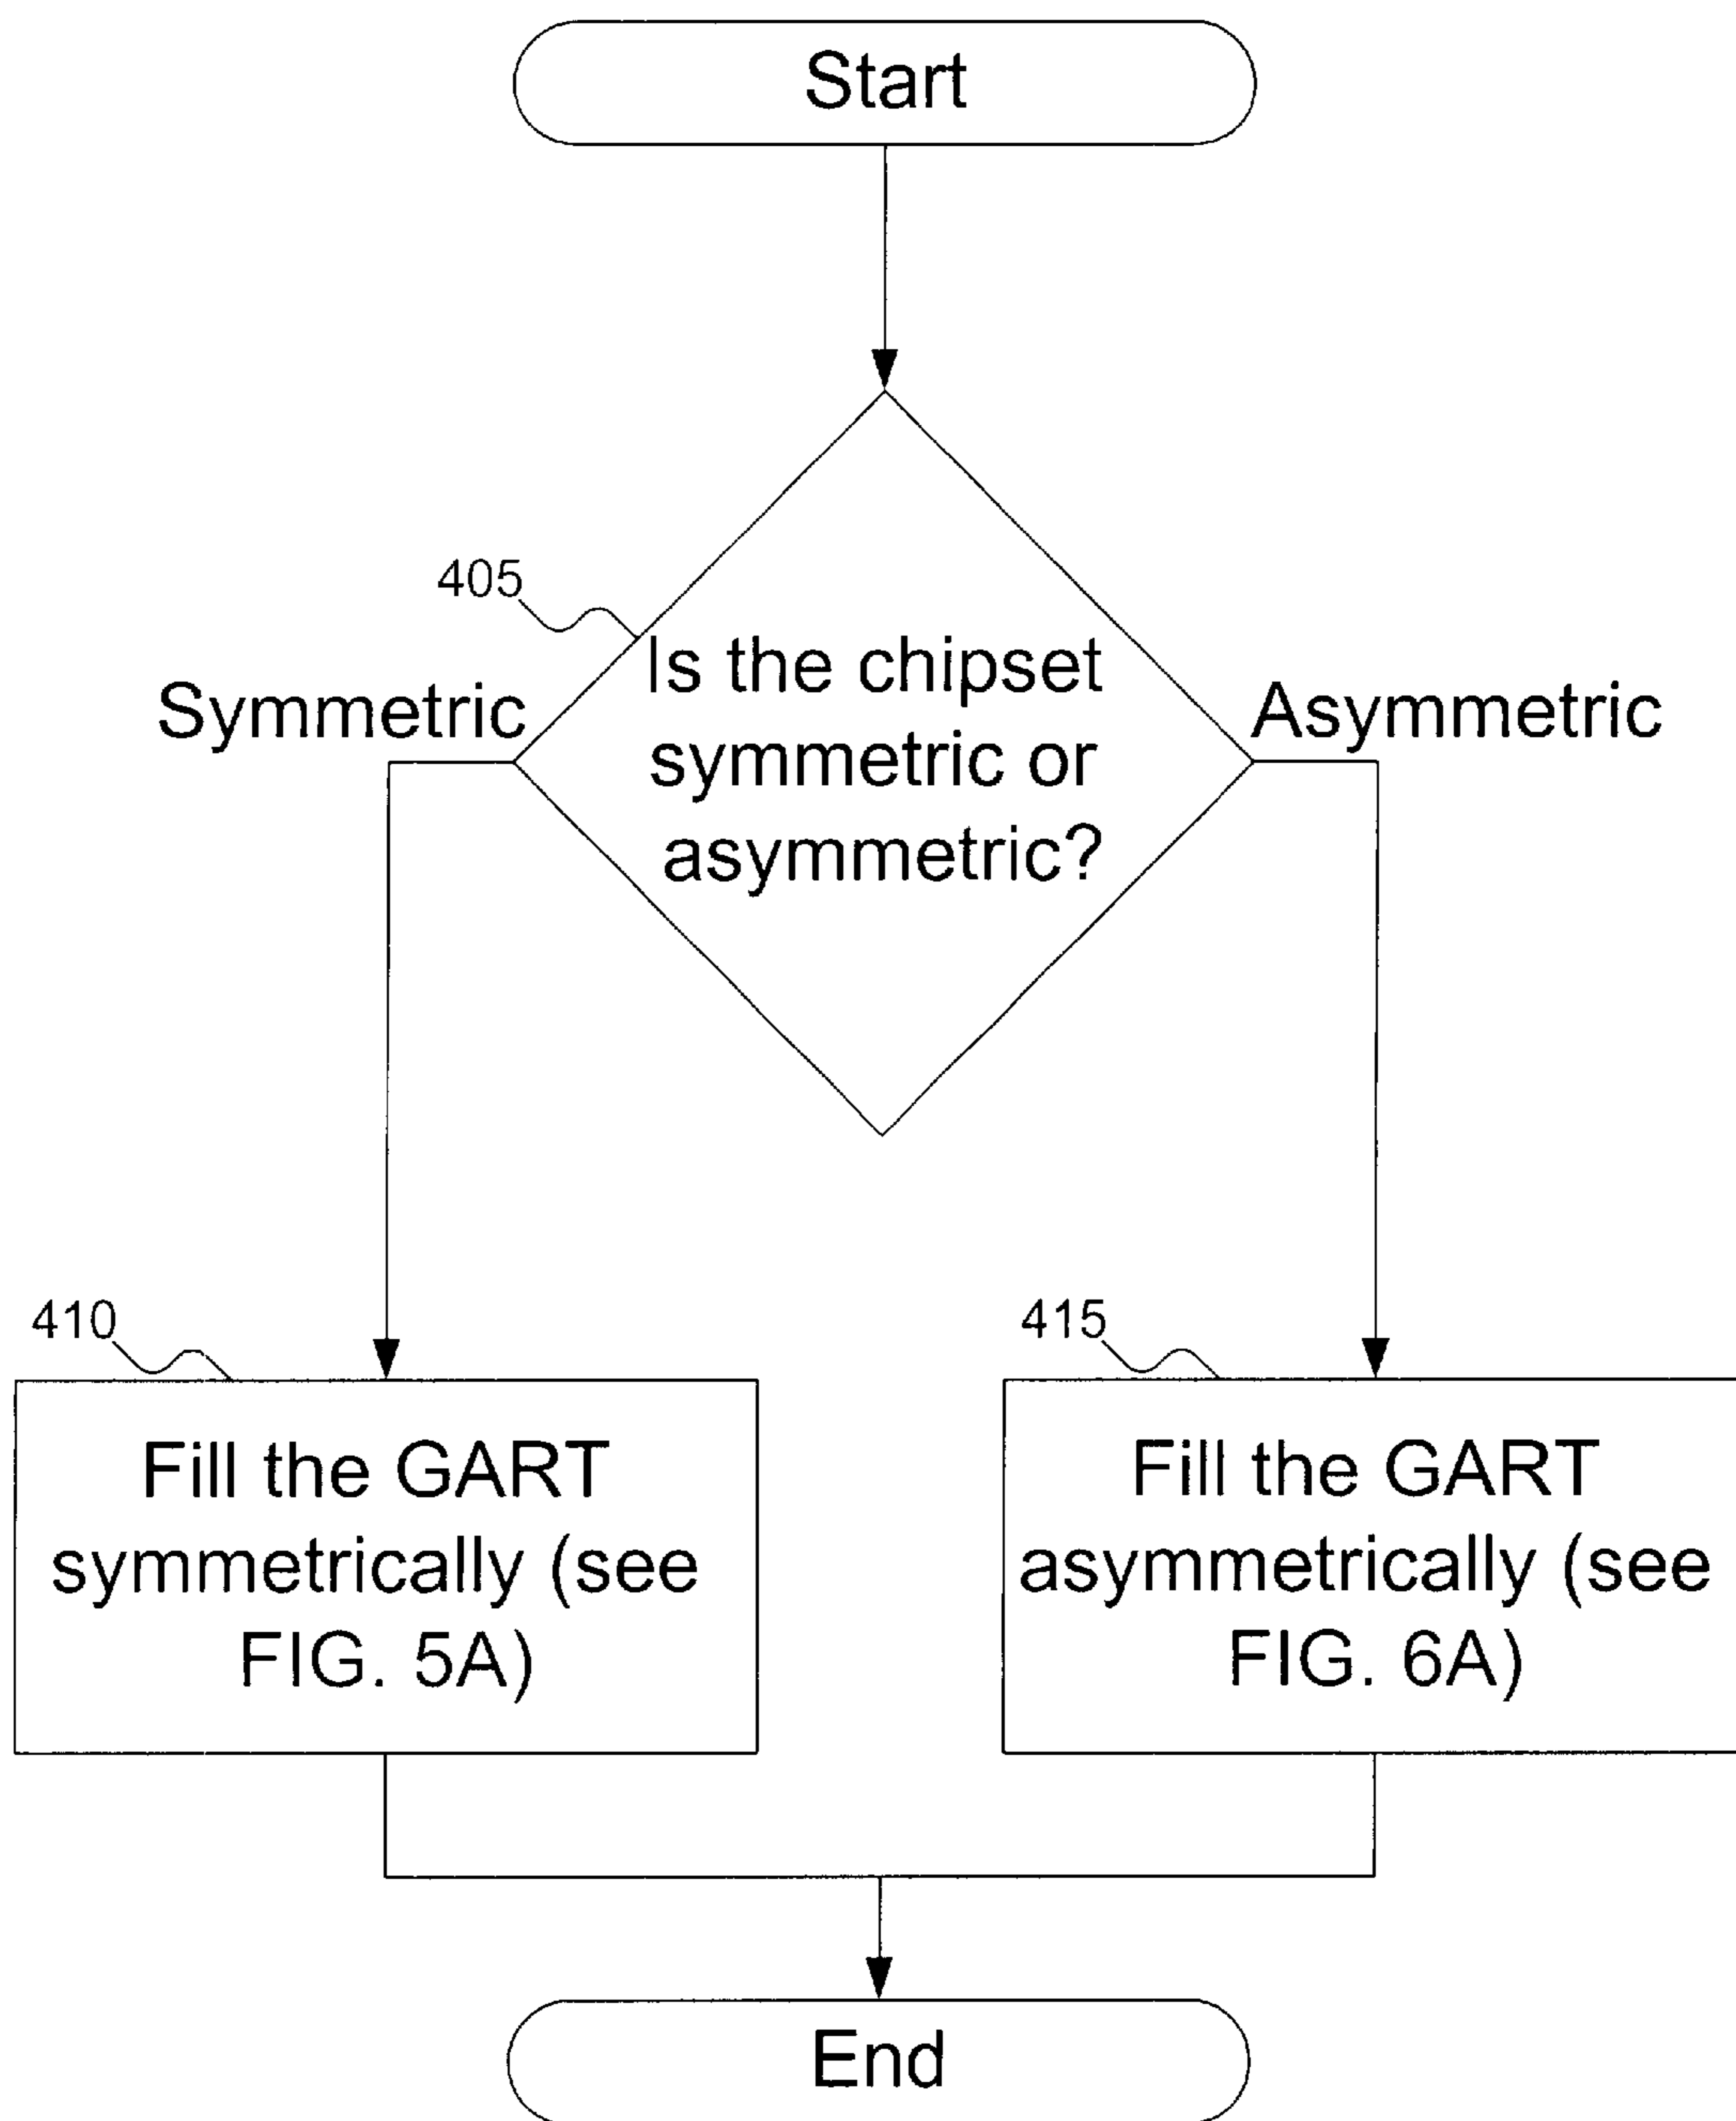 Start
405
Is the chipset
symmetric or
asymmetric?
Symmetric
Asymmetric
410
Fill the GART
symmetrically (see
FIG. 5A)
415
Fill the GART
asymmetrically (see
FIG. 6A)
End